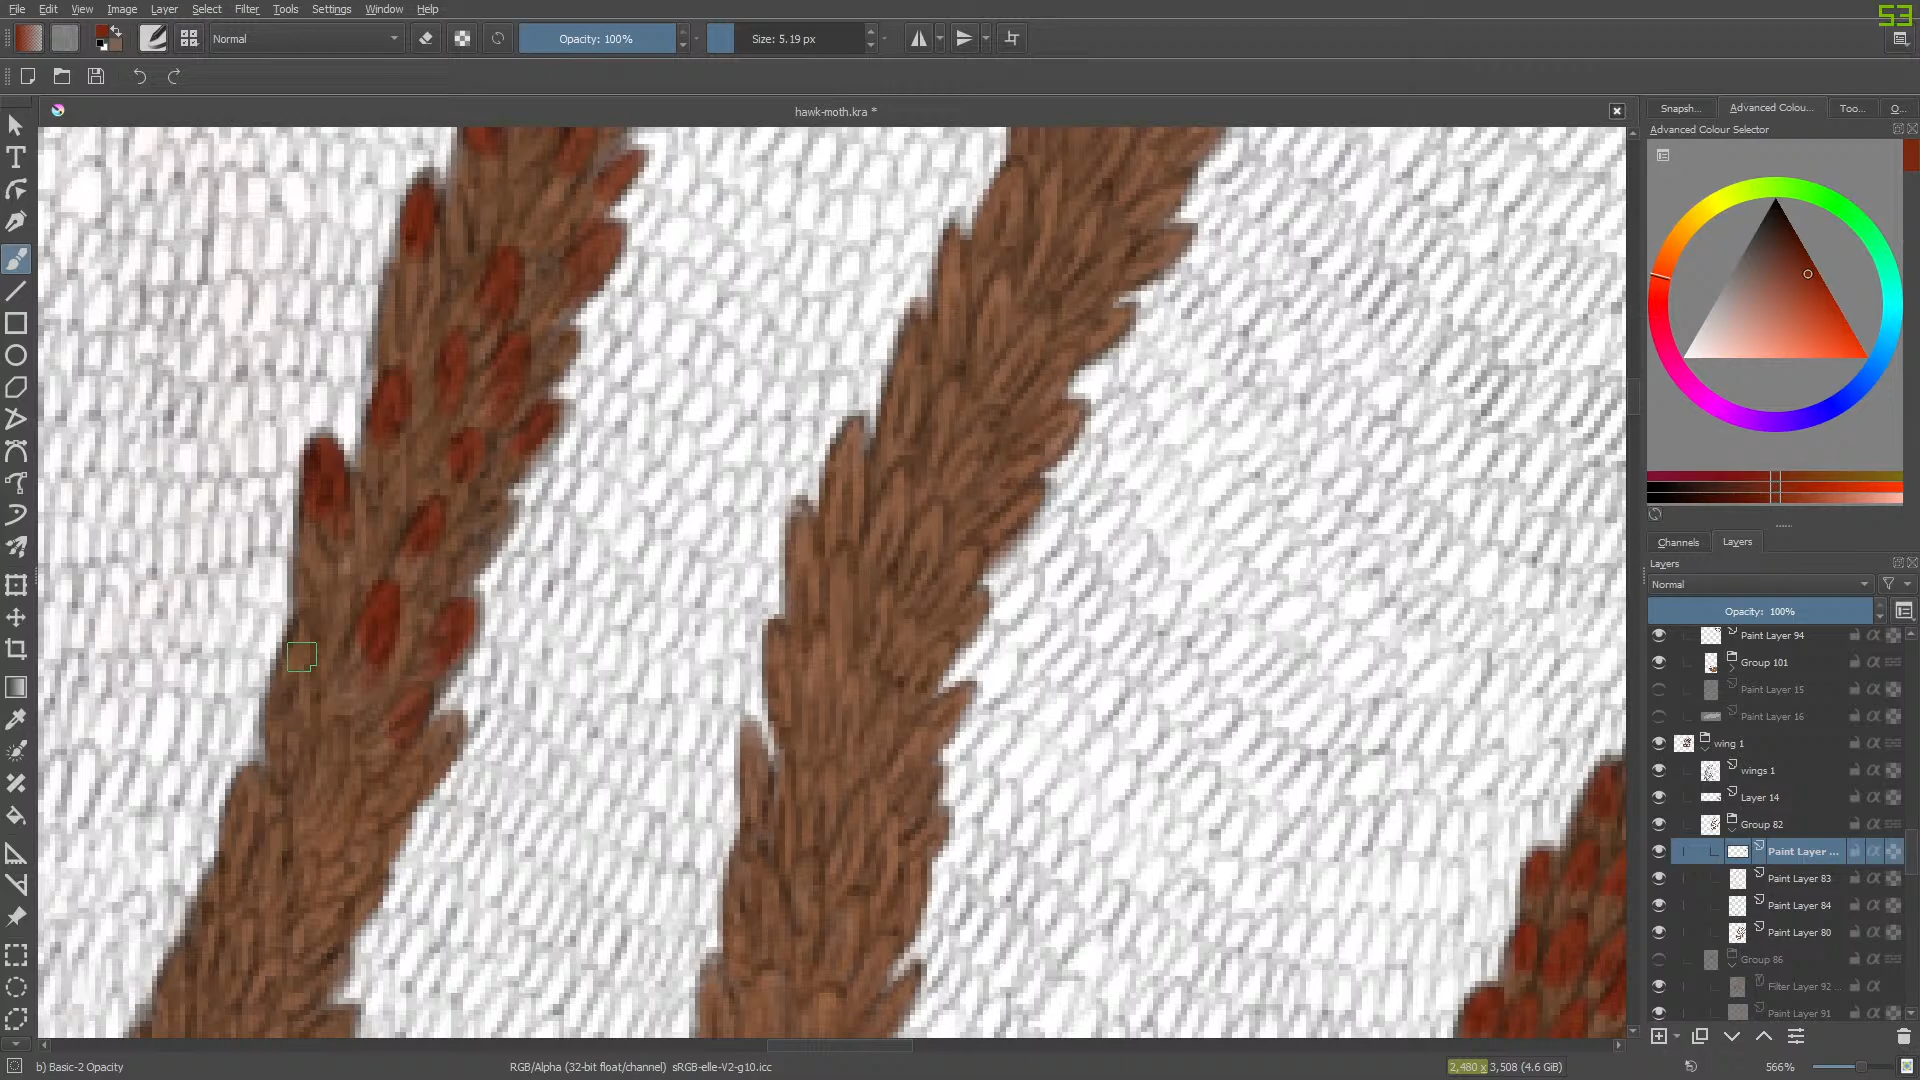 File Edit View Image Layer Select Filter Tools Settings Window Help
53
Normal
Opacity: 100%
Size: 5.19 px
hawk-moth.kra *
Snapsh...
Advanced Colou...
Too...
O...
Advanced Colour Selector
Channels
Layers
Layers
Normal
Opacity: 100%
Paint Layer 94
Group 101
Paint Layer 15
Paint Layer 16
wing 1
wings 1
Layer 14
Group 82
Paint Layer ...
Paint Layer 83
Paint Layer 84
Paint Layer 80
Group 86
Filter Layer 92 ...
Paint Layer 91
b) Basic-2 Opacity
RGB/Alpha (32-bit float/channel) sRGB-elle-V2-g10.icc
2,480 x 3,508 (4.6 GiB)
566%